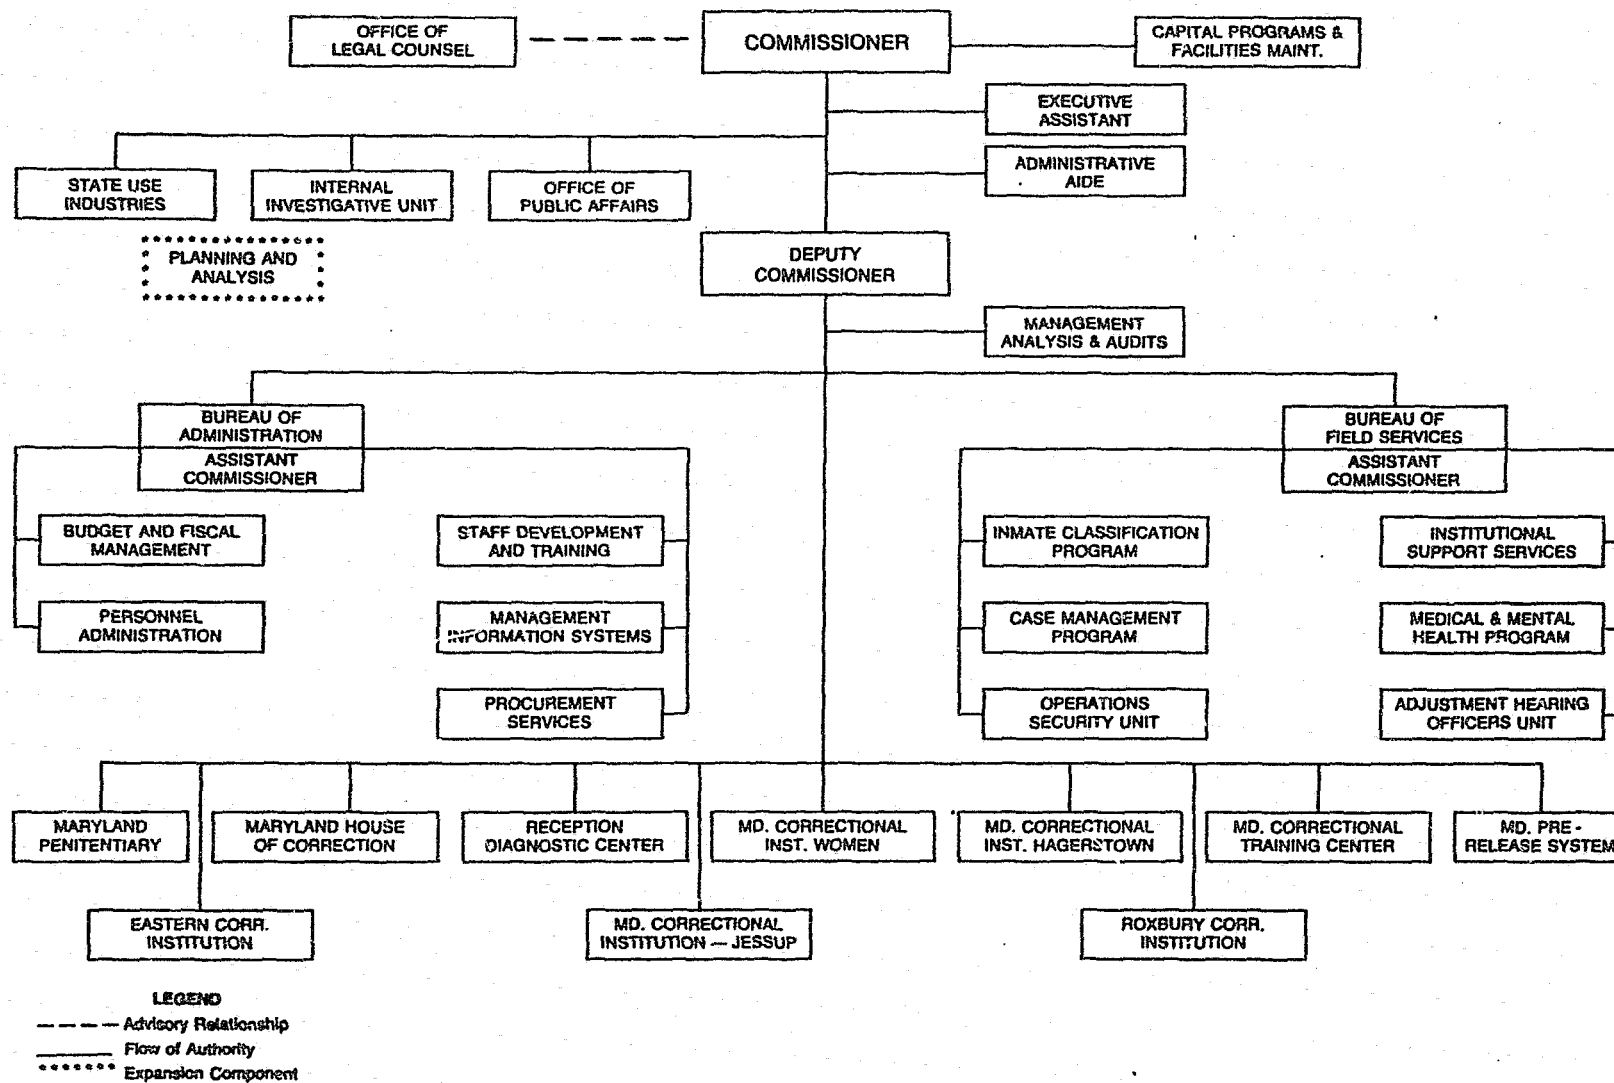 OFFICE OF
LEGAL COUNSEL
COMMISSIONER
CAPITAL PROGRAMS &
FACILITIES MAINT.
EXECUTIVE
ASSISTANT
ADMINISTRATIVE
AIDE
STATE USE
INDUSTRIES
INTERNAL
INVESTIGATIVE UNIT
OFFICE OF
PUBLIC AFFAIRS
PLANNING AND
ANALYSIS
DEPUTY
COMMISSIONER
MANAGEMENT
ANALYSIS & AUDITS
BUREAU OF
ADMINISTRATION
ASSISTANT
COMMISSIONER
BUREAU OF
FIELD SERVICES
ASSISTANT
COMMISSIONER
BUDGET AND FISCAL
MANAGEMENT
STAFF DEVELOPMENT
AND TRAINING
INMATE CLASSIFICATION
PROGRAM
INSTITUTIONAL
SUPPORT SERVICES
PERSONNEL
ADMINISTRATION
MANAGEMENT
INFORMATION SYSTEMS
CASE MANAGEMENT
PROGRAM
MEDICAL & MENTAL
HEALTH PROGRAM
PROCUREMENT
SERVICES
OPERATIONS
SECURITY UNIT
ADJUSTMENT HEARING
OFFICERS UNIT
MARYLAND
PENITENTIARY
MARYLAND HOUSE
OF CORRECTION
RECEPTION
DIAGNOSTIC CENTER
MD. CORRECTIONAL
INST. WOMEN
MD. CORRECTIONAL
INST. HAGERSTOWN
MD. CORRECTIONAL
TRAINING CENTER
MD. PRE-
RELEASE SYSTEM
EASTERN CORR.
INSTITUTION
MD. CORRECTIONAL
INSTITUTION — JESSUP
ROXBURY CORR.
INSTITUTION
LEGEND
Advisory Relationship
Flow of Authority
Expansion Component